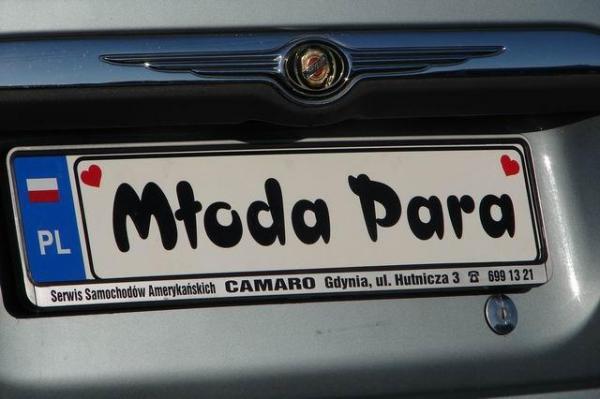 Młoda Para
PL
Serwis Samochodów Amerykańskich CAMARO Gdynia, ul. Hutnicza 3 ☎ 699 13 21